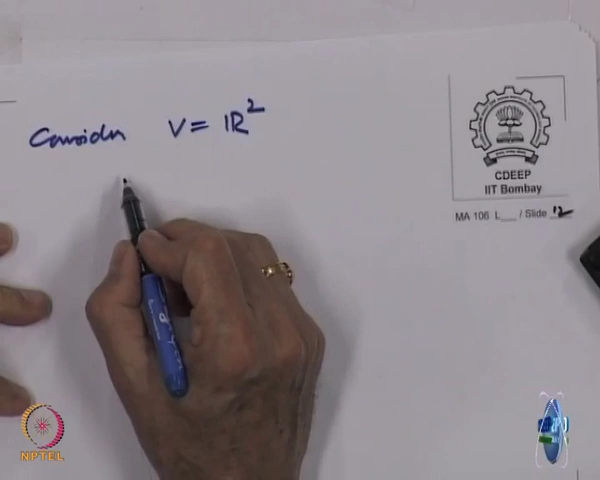 Consider V = ℝ²
CDEEP
IIT Bombay
MA 106 L___ / Slide 12
NPTEL